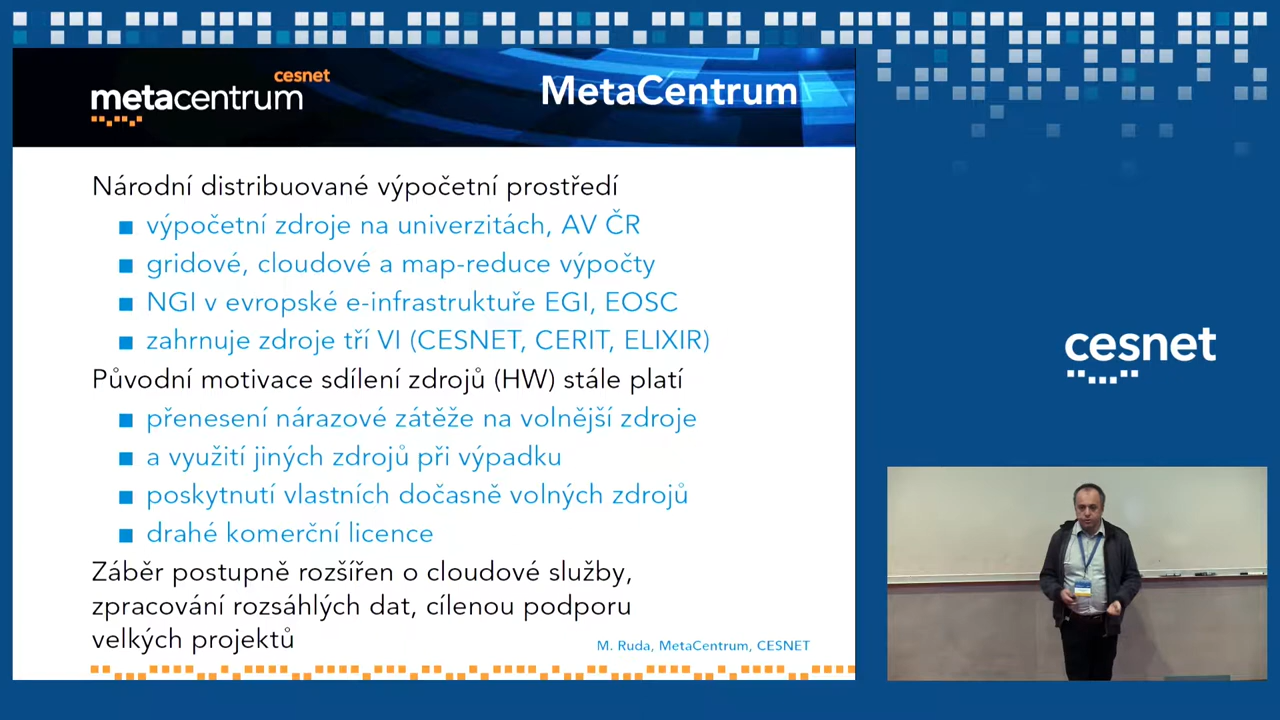 cesnet
metacentrum
MetaCentrum
Národní distribuované výpočetní prostředí
výpočetní zdroje na univerzitách, AV ČR
gridové, cloudové a map-reduce výpočty
NGI v evropské e-infrastruktuře EGI, EOSC
zahrnuje zdroje tří VI (CESNET, CERIT, ELIXIR)
Původní motivace sdílení zdrojů (HW) stále platí
přenesení nárazové zátěže na volnější zdroje
a využití jiných zdrojů při výpadku
poskytnutí vlastních dočasně volných zdrojů
drahé komerční licence
Záběr postupně rozšířen o cloudové služby,
zpracování rozsáhlých dat, cílenou podporu
velkých projektů
M. Ruda, MetaCentrum, CESNET
cesnet